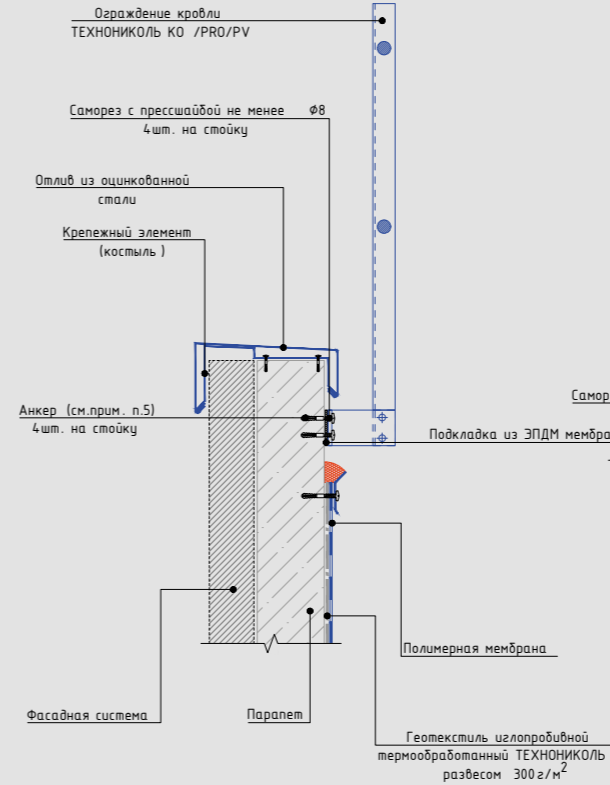 Ограждение кровли
ТЕХНОНИКОЛЬ КО /PRO/PV
Саморез с прессшайбой не менее Ø8
4шт. на стойку
Отлив из оцинкованной
стали
Крепежный элемент
(костыль )
Анкер (см.прим. п.5)
4шт. на стойку
Самор
Подкладка из ЭПДМ мембра
Полимерная мембрана
Фасадная система
Парапет
Геотекстиль иглопробивной
термообработанный ТЕХНОНИКОЛЬ
развесом 300г/м²